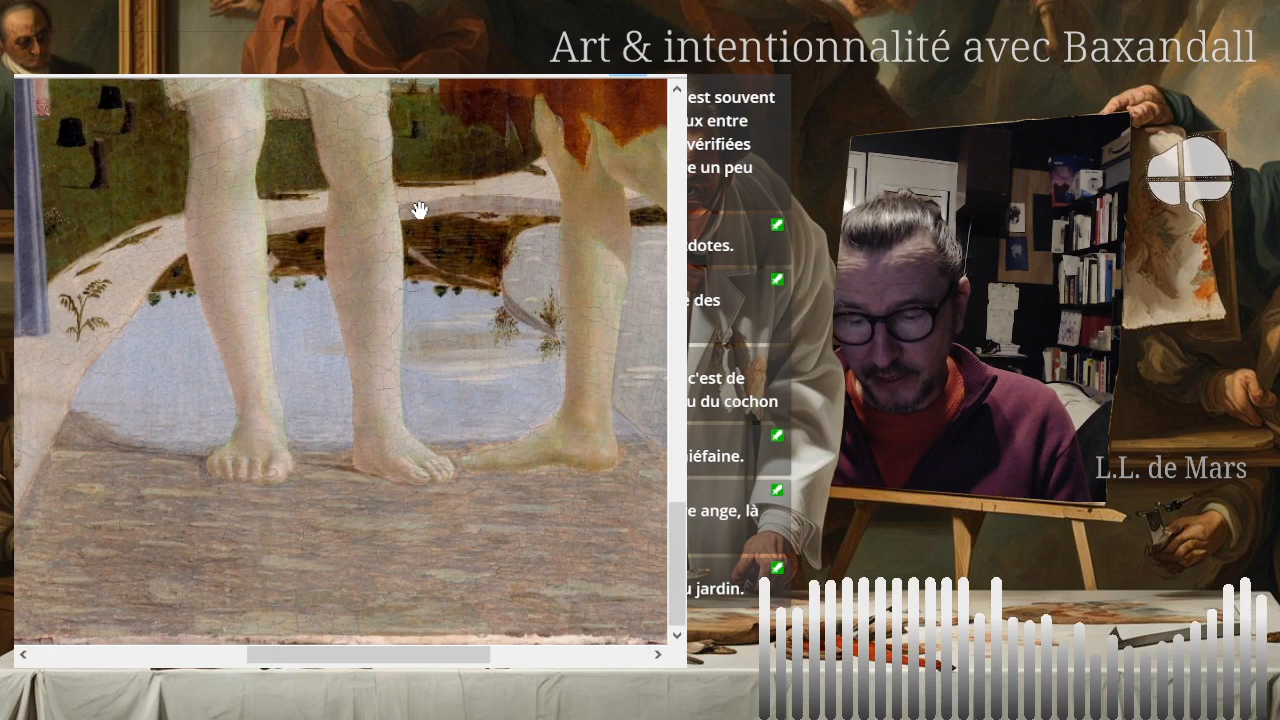 Art & intentionnalité avec Baxandall
est souvent
ux entre
vérifiées
e un peu
dotes.
des
c'est de
u du cochon
iéfaine.
e ange, là
u jardin.
L.L. de Mars